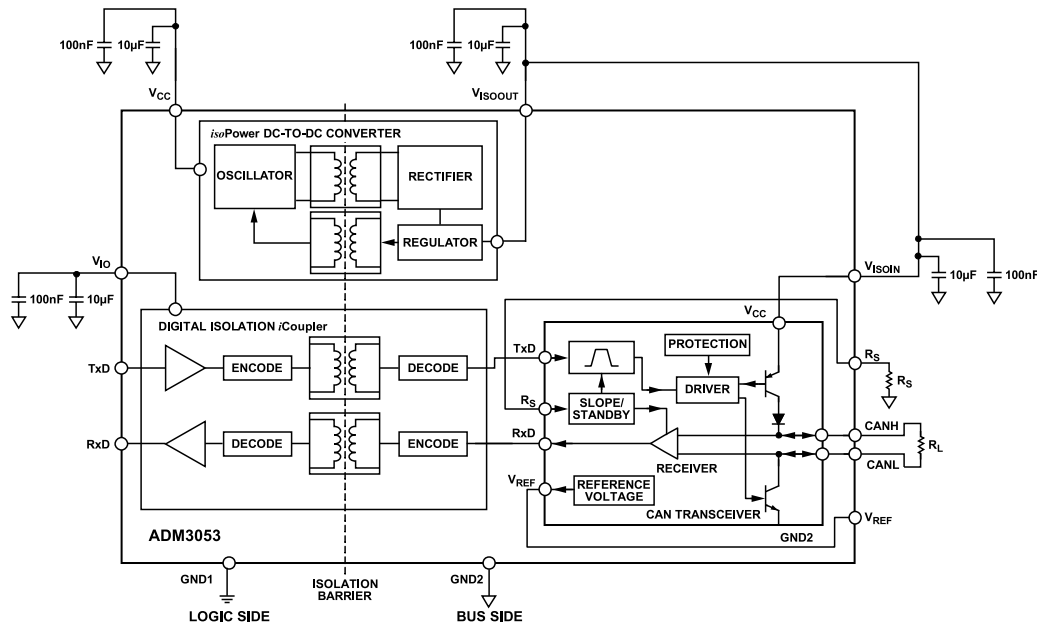 100nF
10µF
100nF
10µF
VCC
VISOOUT
isoPower DC-TO-DC CONVERTER
OSCILLATOR
RECTIFIER
REGULATOR
VIO
100nF
10µF
VISOIN
10µF
100nF
DIGITAL ISOLATION iCoupler
VCC
TxD
ENCODE
DECODE
TxD
PROTECTION
DRIVER
RS
RS
RS
SLOPE/
STANDBY
RxD
DECODE
ENCODE
RxD
RECEIVER
CANH
CANL
RL
VREF
REFERENCE
VOLTAGE
CAN TRANSCEIVER
GND2
VREF
ADM3053
GND1
ISOLATION
BARRIER
GND2
LOGIC SIDE
BUS SIDE